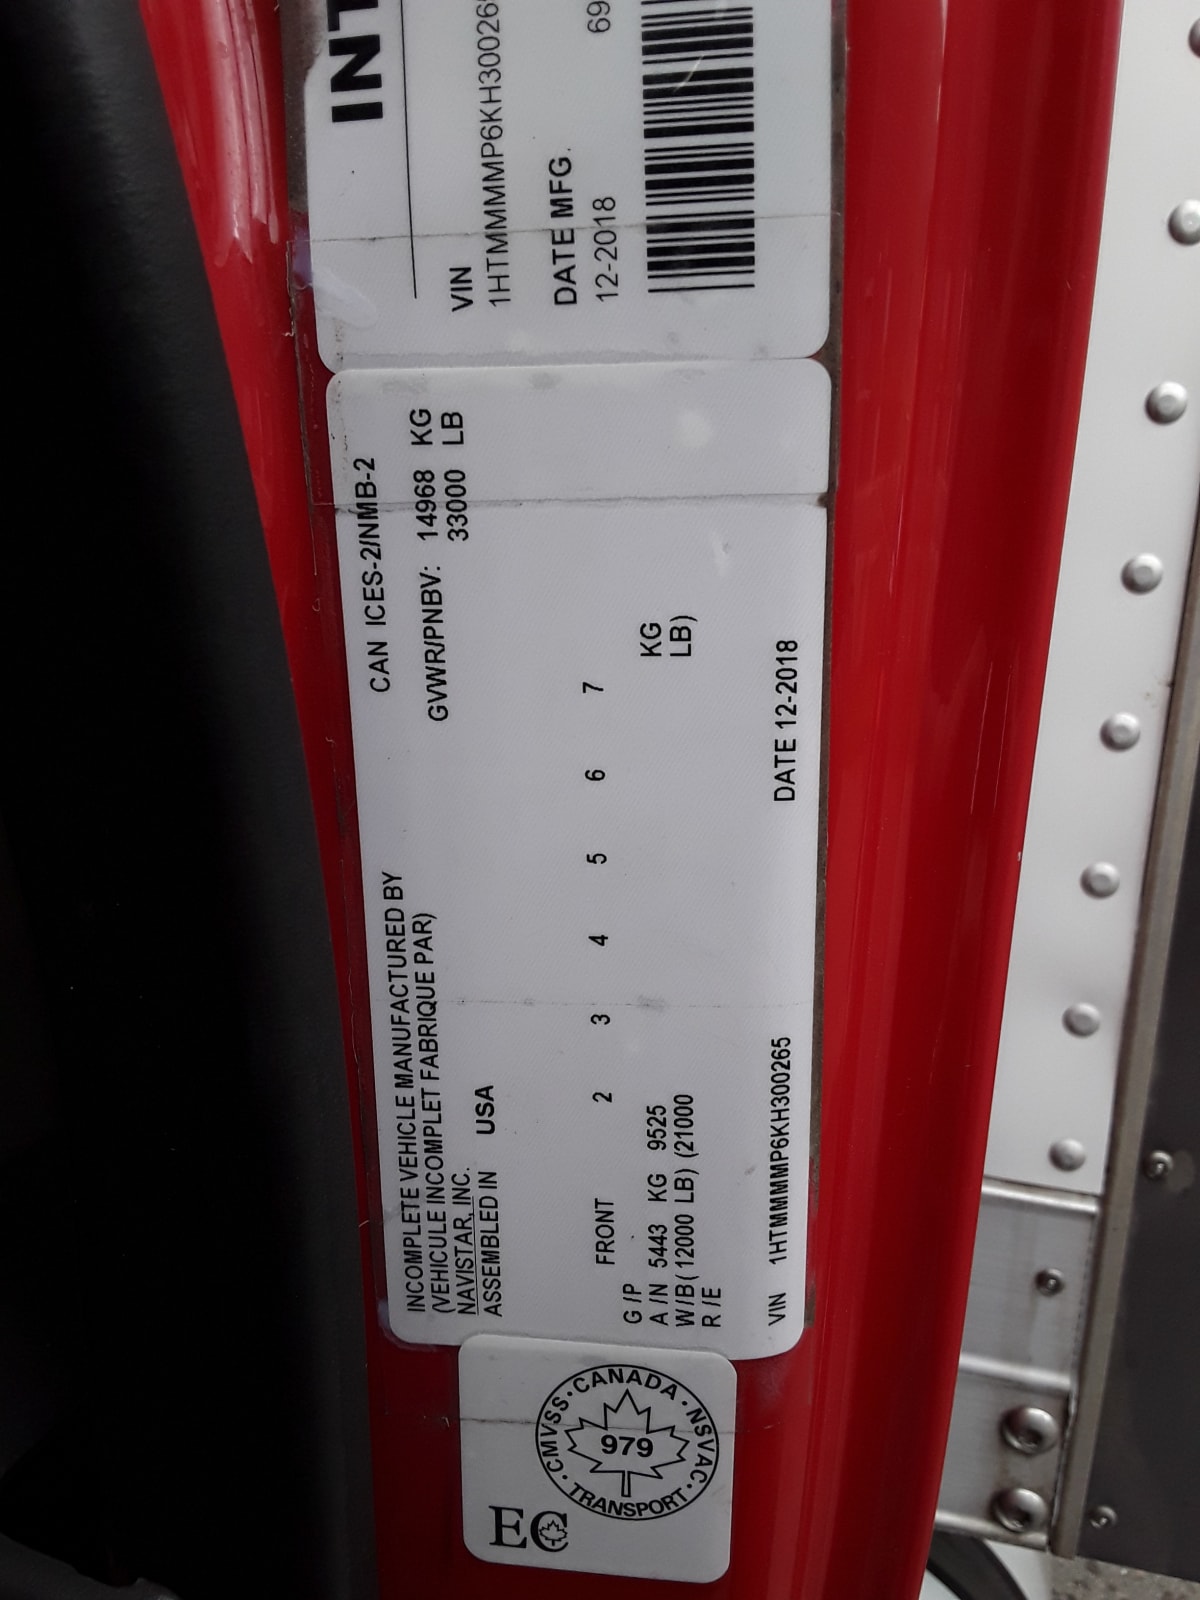 EC
CMVSS · CANADA · NSVAC · TRANSPORT ·
979
INCOMPLETE VEHICLE MANUFACTURED BY
(VEHICULE INCOMPLET FABRIQUE PAR)
NAVISTAR, INC.
ASSEMBLED IN USA
CAN ICES-2/NMB-2
GVWR/PNBV: 14968 KG
33000 LB
FRONT 2 3 4 5 6 7
G /P
A /N 5443 KG 9525 KG
W/B(12000 LB) (21000 LB)
R /E
VIN 1HTMMMMP6KH300265 DATE 12-2018
INT
VIN
1HTMMMMP6KH30026
DATE MFG.
12-2018
69